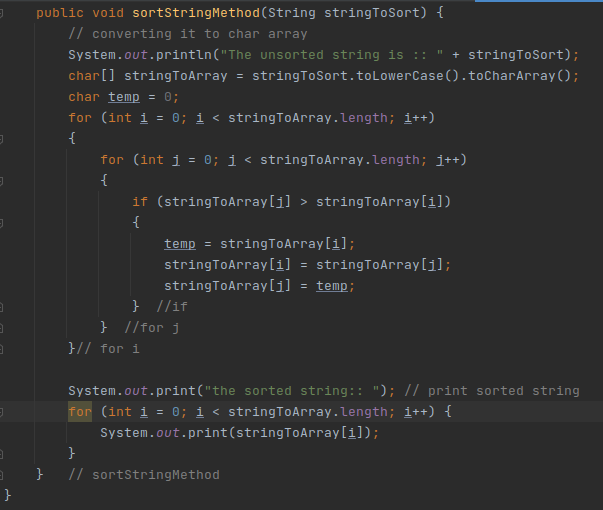 public void sortStringMethod(String stringToSort) {
// converting it to char array
System.out.println("The unsorted string is :: " + stringToSort);
char[] stringToArray = stringToSort.toLowerCase().toCharArray();
char temp = 0;
for (int i = 0; i < stringToArray.length; i++)
{
for (int j = 0; j < stringToArray.length; j++)
{
if (stringToArray[j] > stringToArray[i])
{
temp = stringToArray[i];
stringToArray[i] = stringToArray[j];
stringToArray[j] = temp;
}  //if
}  //for j
}// for i
System.out.print("the sorted string:: "); // print sorted string
for (int i = 0; i < stringToArray.length; i++) {
System.out.print(stringToArray[i]);
}
}   // sortStringMethod
}